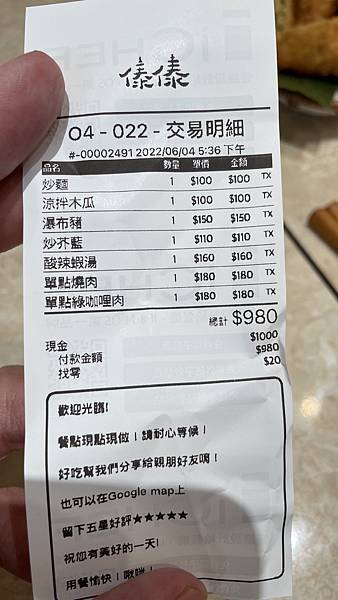 傣傣
04 - 022 - 交易明細
#-00002491 2022/06/04 5:36 下午
品名 數量 單價 金額
炒麵 1 $100 $100 TX
涼拌木瓜 1 $100 $100 TX
瀑布豬 1 $150 $150 TX
炒芥藍 1 $110 $110 TX
酸辣蝦湯 1 $160 $160 TX
單點燒肉 1 $180 $180 TX
單點綠咖哩肉 1 $180 $180 TX
總計 $980
現金 $1000
付款金額 $980
找零 $20
歡迎光臨!
餐點現點現做!請耐心等候!
好吃幫我們分享給親朋好友唷!
也可以在Google map上
留下五星好評★★★★★
祝您有美好的一天!
用餐愉快!啾咪!